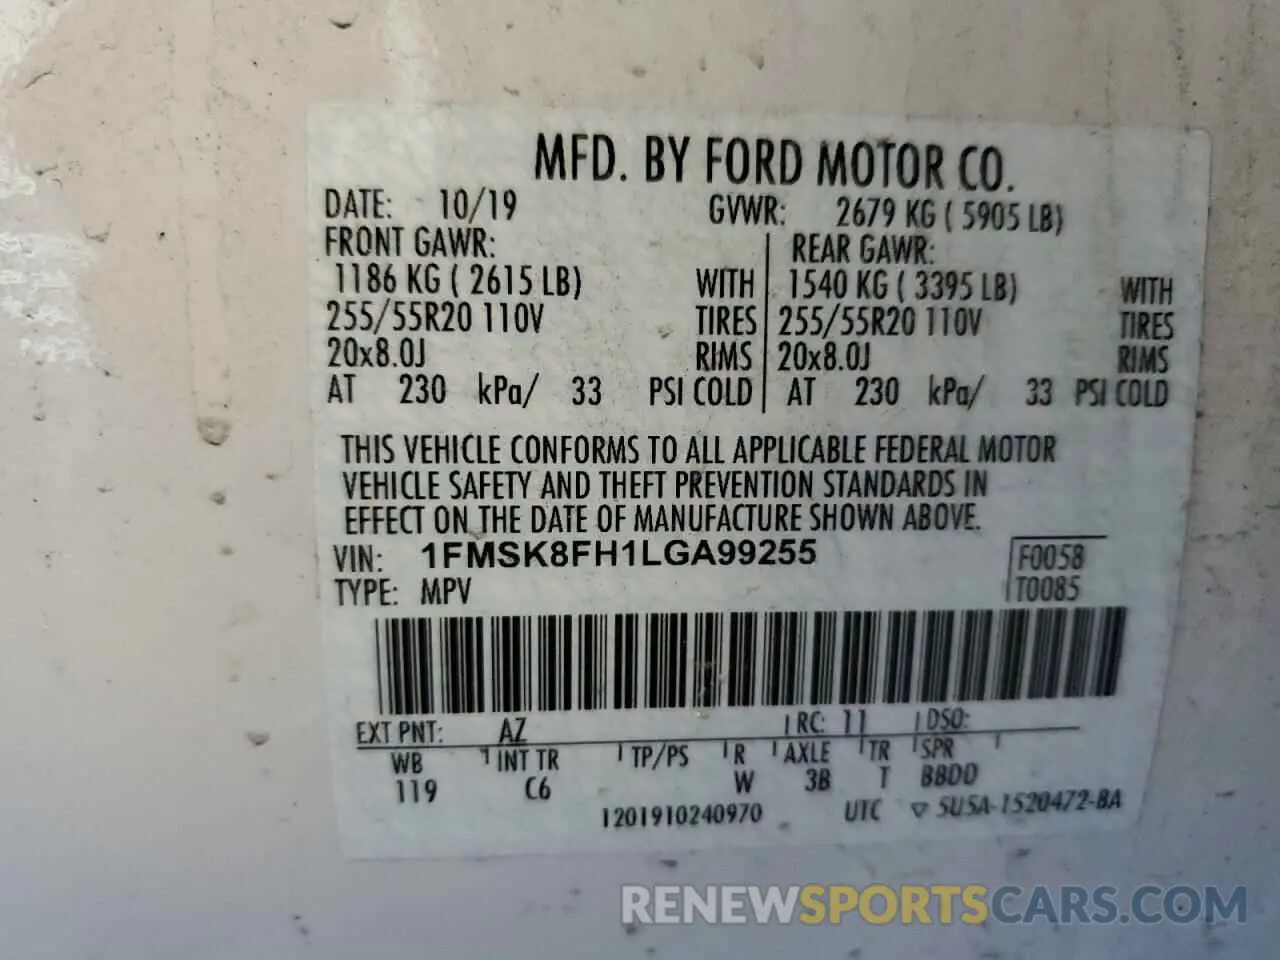 MFD. BY FORD MOTOR CO.
DATE: 10/19 GVWR: 2679 KG ( 5905 LB)
FRONT GAWR: REAR GAWR:
1186 KG ( 2615 LB) WITH 1540 KG ( 3395 LB) WITH
255/55R20 110V TIRES 255/55R20 110V TIRES
20x8.0J RIMS 20x8.0J RIMS
AT 230 kPa/ 33 PSI COLD AT 230 kPa/ 33 PSI COLD
THIS VEHICLE CONFORMS TO ALL APPLICABLE FEDERAL MOTOR
VEHICLE SAFETY AND THEFT PREVENTION STANDARDS IN
EFFECT ON THE DATE OF MANUFACTURE SHOWN ABOVE.
VIN: 1FMSK8FH1LGA99255 F0058
TYPE: MPV T0085
EXT PNT: AZ RC: 11 DSO:
WB INT TR TP/PS R AXLE TR SPR
119 C6 W 3B T BBDD
1201910240970 UTC ▽ 5U5A-1520472-BA
RENEWSPORTSCARS.COM